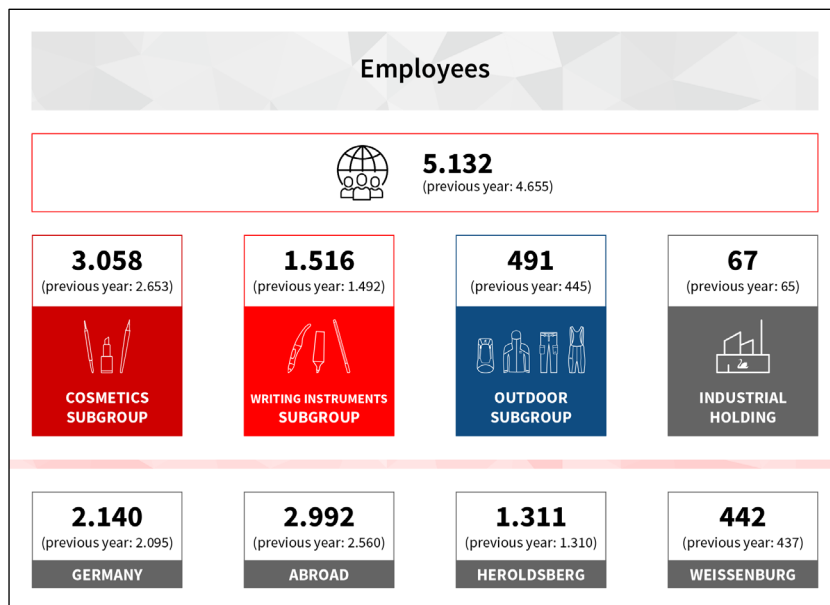 Employees
5.132
(previous year: 4.655)
3.058
(previous year: 2.653)
COSMETICS
SUBGROUP
1.516
(previous year: 1.492)
WRITING INSTRUMENTS
SUBGROUP
491
(previous year: 445)
OUTDOOR
SUBGROUP
67
(previous year: 65)
INDUSTRIAL
HOLDING
2.140
(previous year: 2.095)
GERMANY
2.992
(previous year: 2.560)
ABROAD
1.311
(previous year: 1.310)
HEROLDSBERG
442
(previous year: 437)
WEISSENBURG